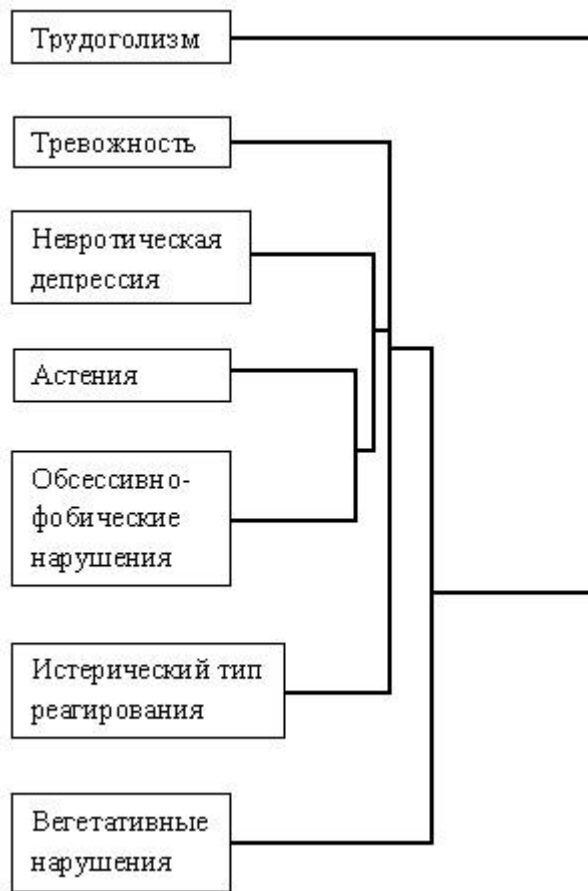 Трудоголизм
Тревожность
Невротическая
депрессия
Астения
Обсессивно-
фобические
нарушения
Истерический тип
реагирования
Вегетативные
нарушения